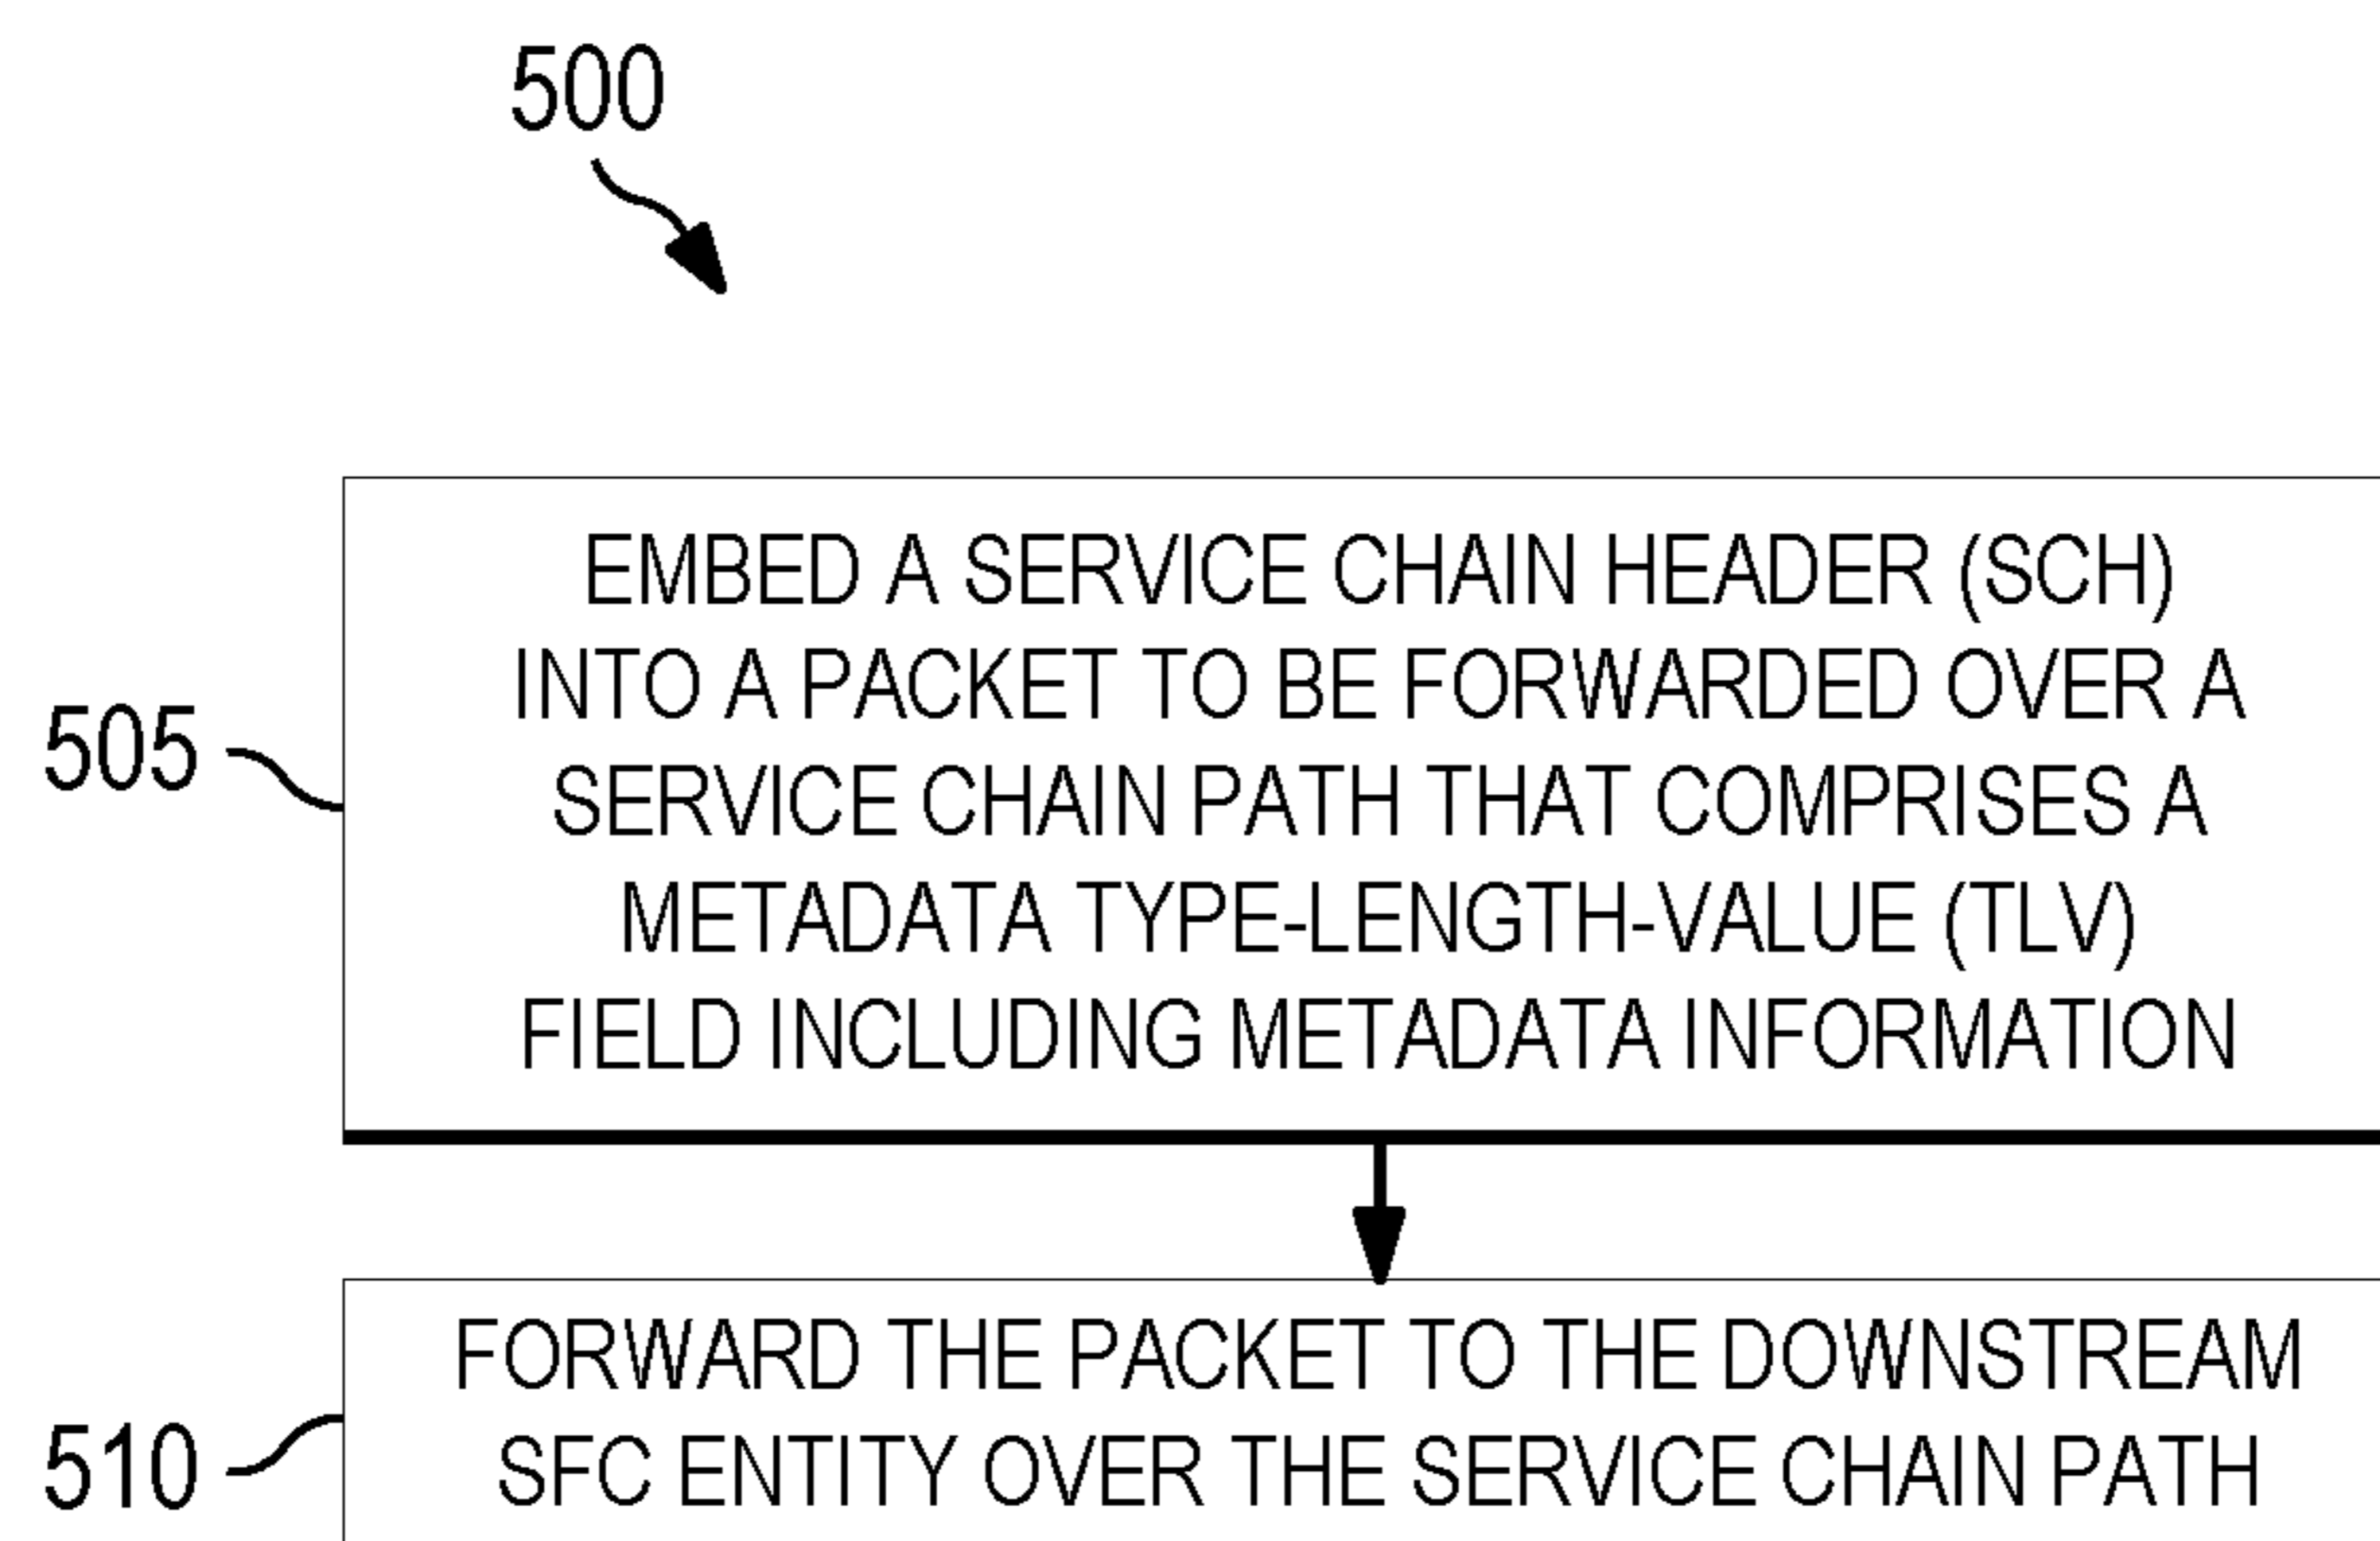 500
505
EMBED A SERVICE CHAIN HEADER (SCH)
INTO A PACKET TO BE FORWARDED OVER A
SERVICE CHAIN PATH THAT COMPRISES A
METADATA TYPE-LENGTH-VALUE (TLV)
FIELD INCLUDING METADATA INFORMATION
510
FORWARD THE PACKET TO THE DOWNSTREAM
SFC ENTITY OVER THE SERVICE CHAIN PATH